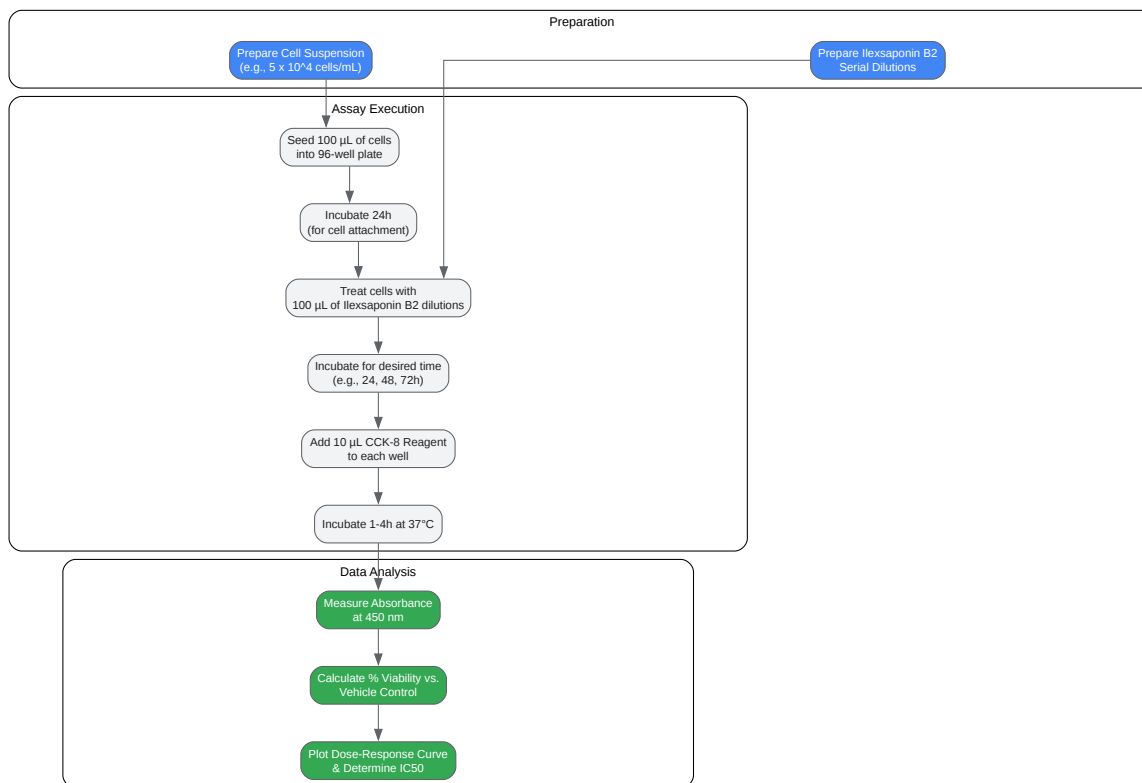 Preparation
Prepare Cell Suspension
(e.g., 5 x 10^4 cells/mL)
Prepare Ilexsaponin B2
Serial Dilutions
Assay Execution
Seed 100 µL of cells
into 96-well plate
Incubate 24h
(for cell attachment)
Treat cells with
100 µL of Ilexsaponin B2 dilutions
Incubate for desired time
(e.g., 24, 48, 72h)
Add 10 µL CCK-8 Reagent
to each well
Incubate 1-4h at 37°C
Data Analysis
Measure Absorbance
at 450 nm
Calculate % Viability vs.
Vehicle Control
Plot Dose-Response Curve
& Determine IC50